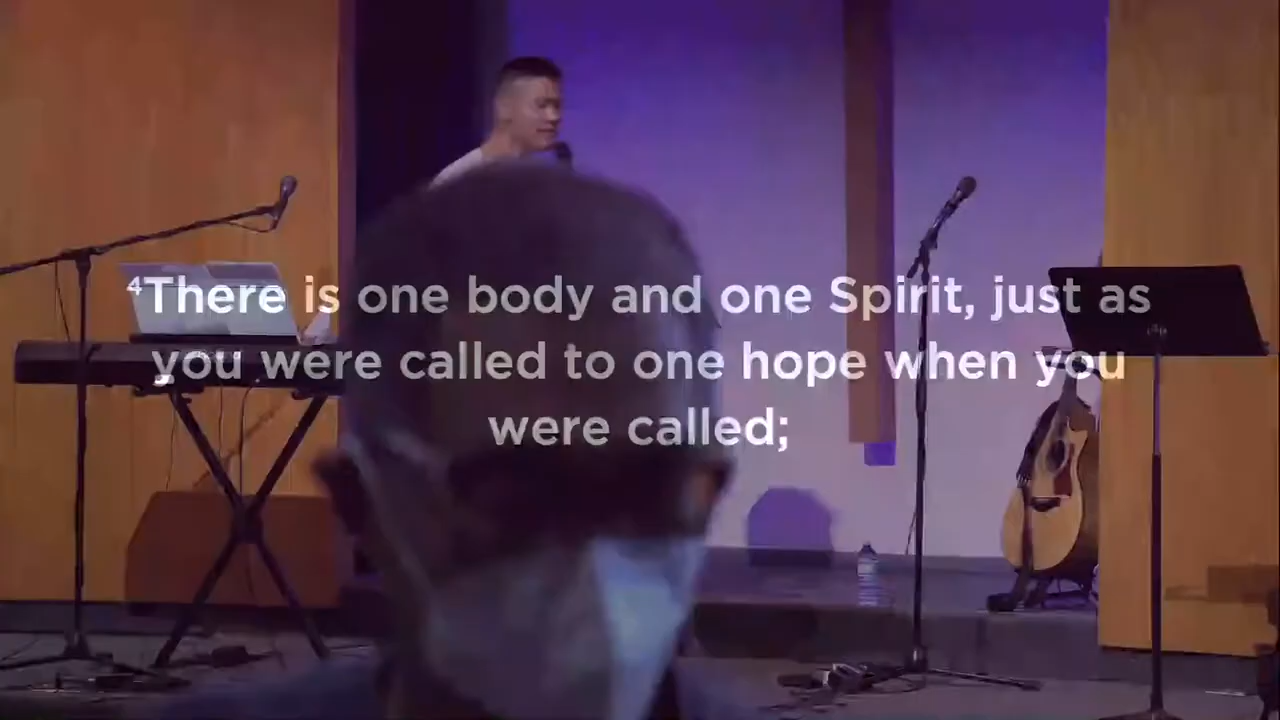 ⁴There is one body and one Spirit, just as
you were called to one hope when you
were called;